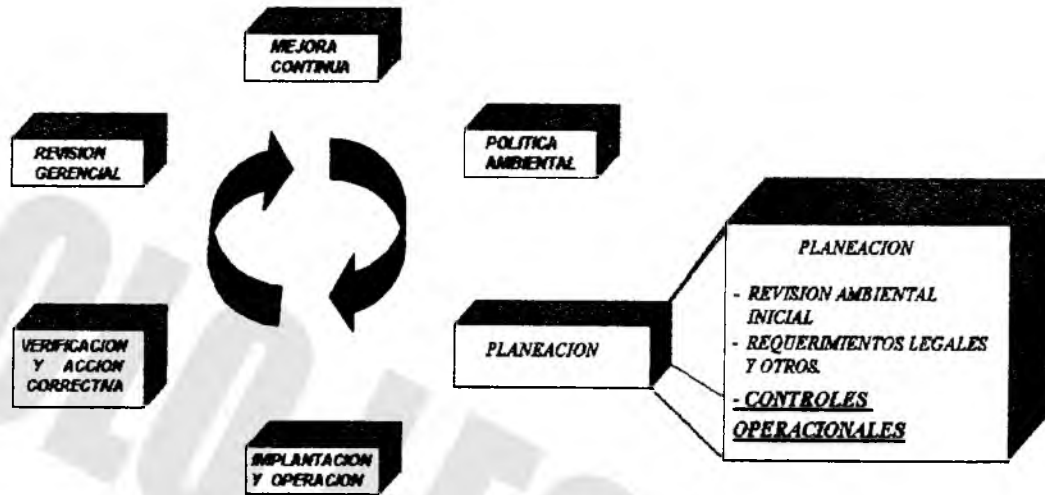 MEJORA
CONTINUA
REVISION
GERENCIAL
POLITICA
AMBIENTAL
PLANEACION
- REVISION AMBIENTAL
INICIAL
- REQUERIMIENTOS LEGALES
Y OTROS.
- CONTROLES
OPERACIONALES
PLANEACION
VERIFICACION
Y ACCION
CORRECTIVA
IMPLANTACION
Y OPERACION